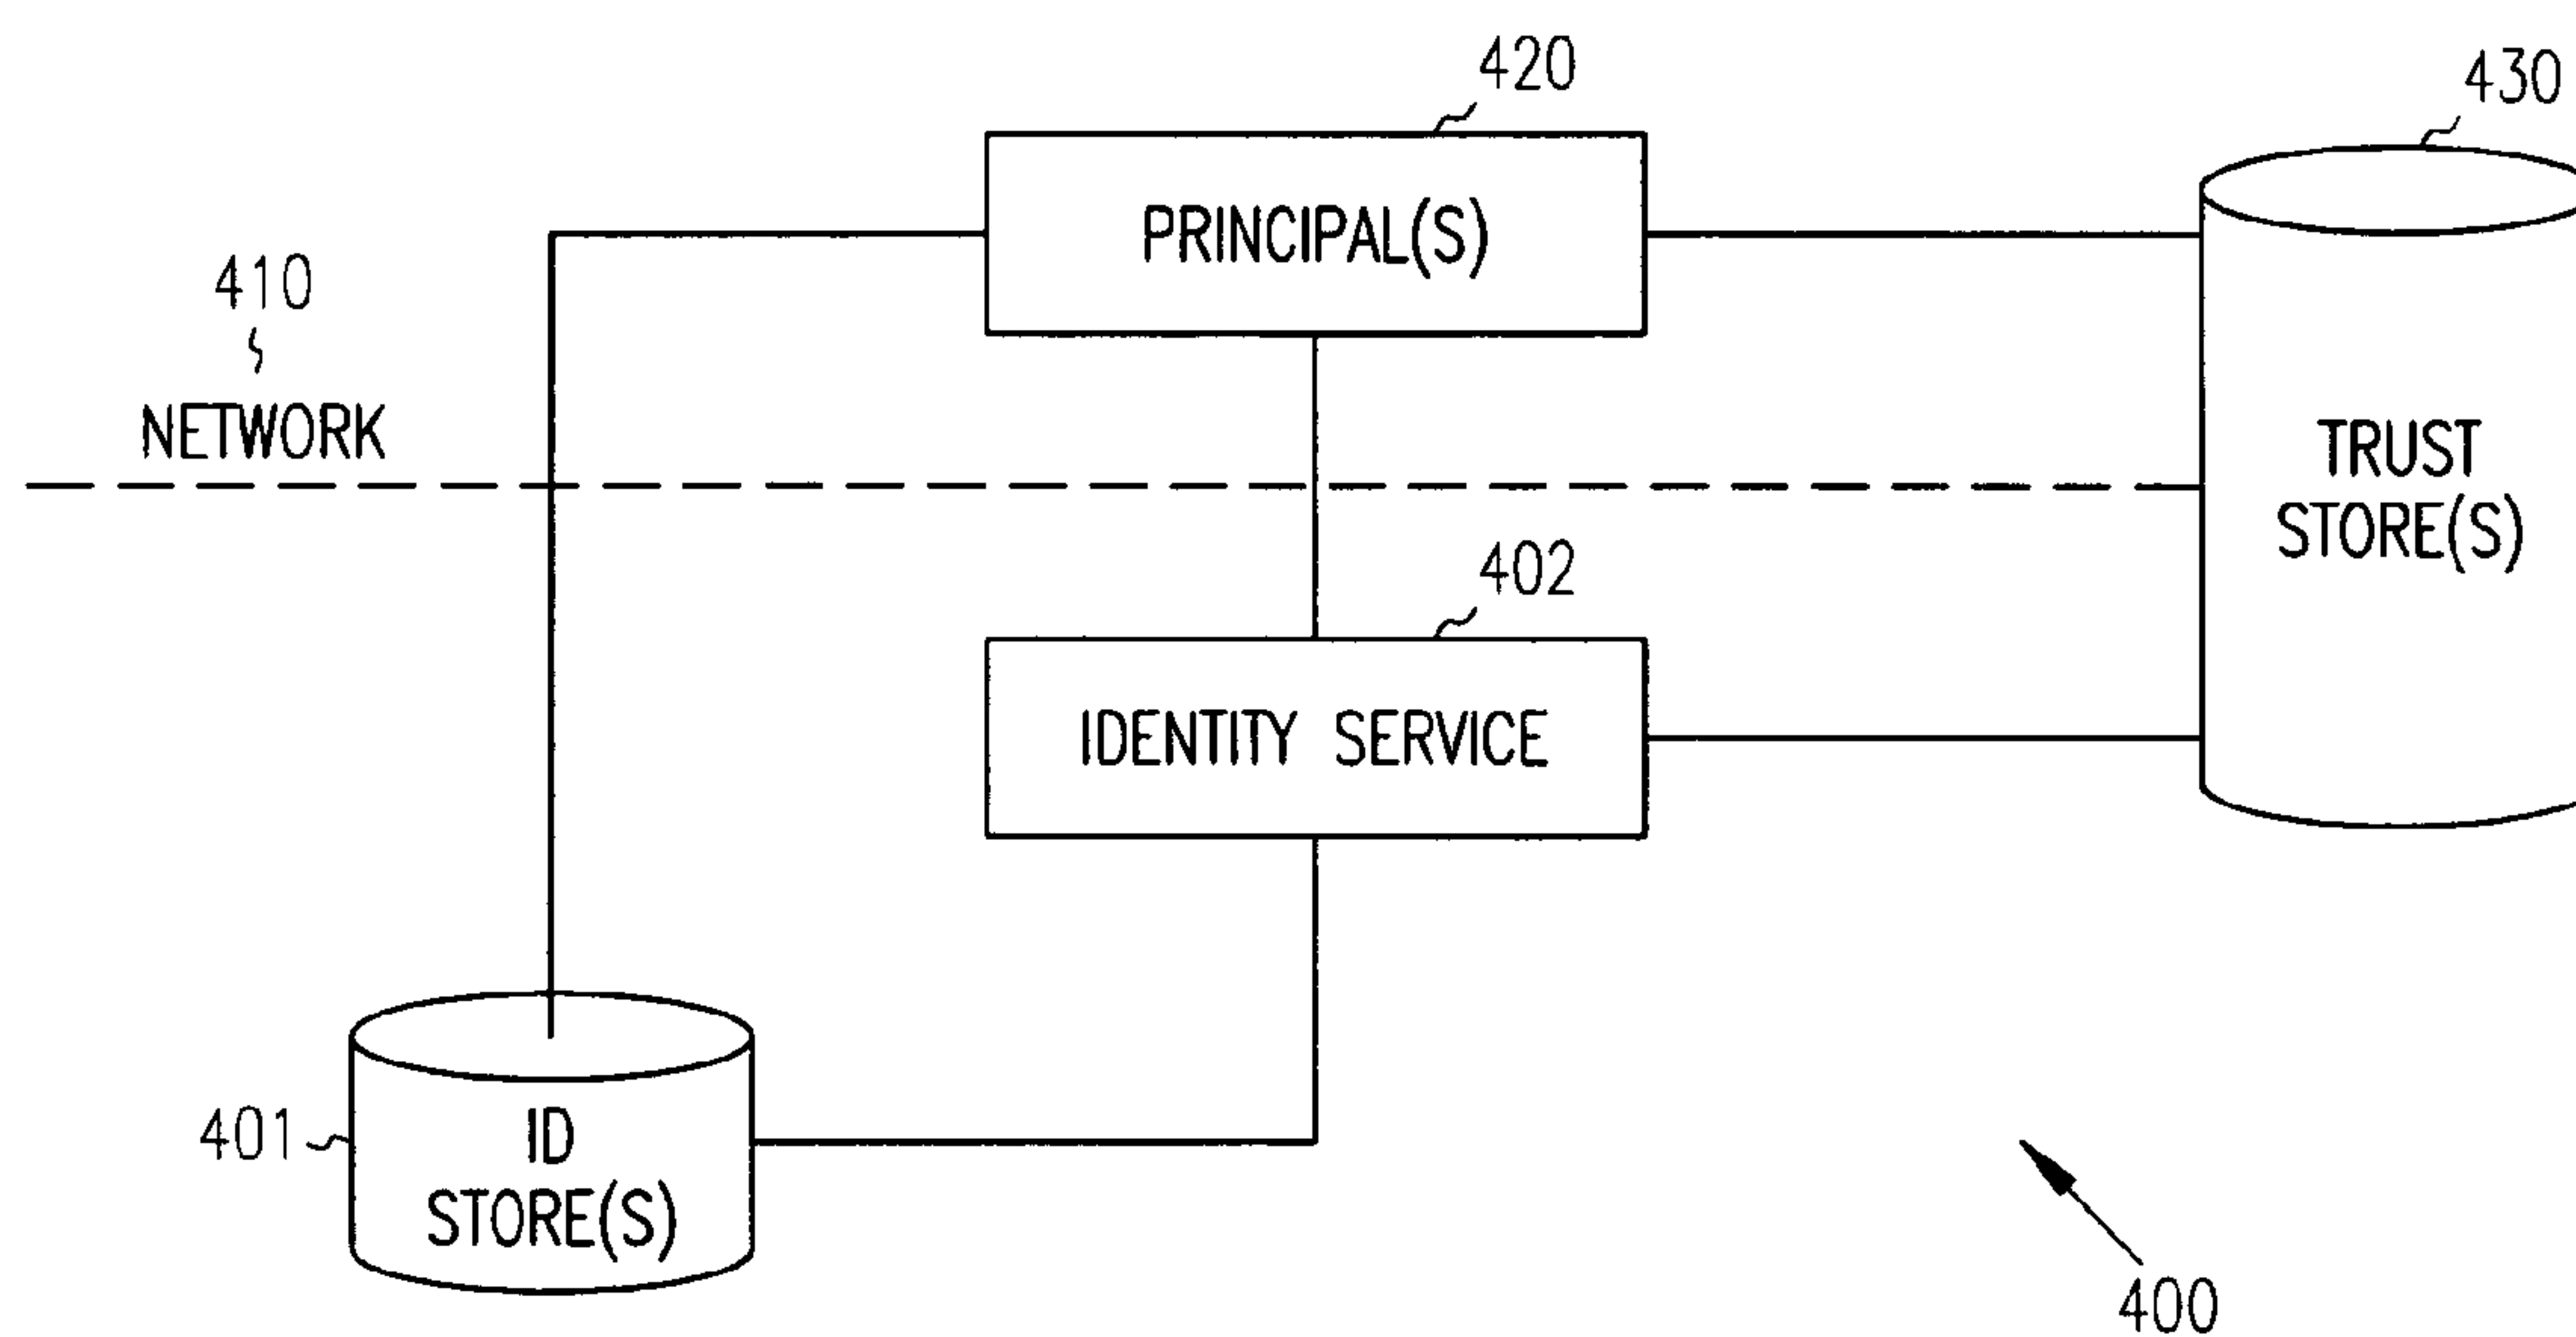 420
430
PRINCIPAL(S)
410
NETWORK
TRUST
STORE(S)
402
IDENTITY SERVICE
401
ID
STORE(S)
400